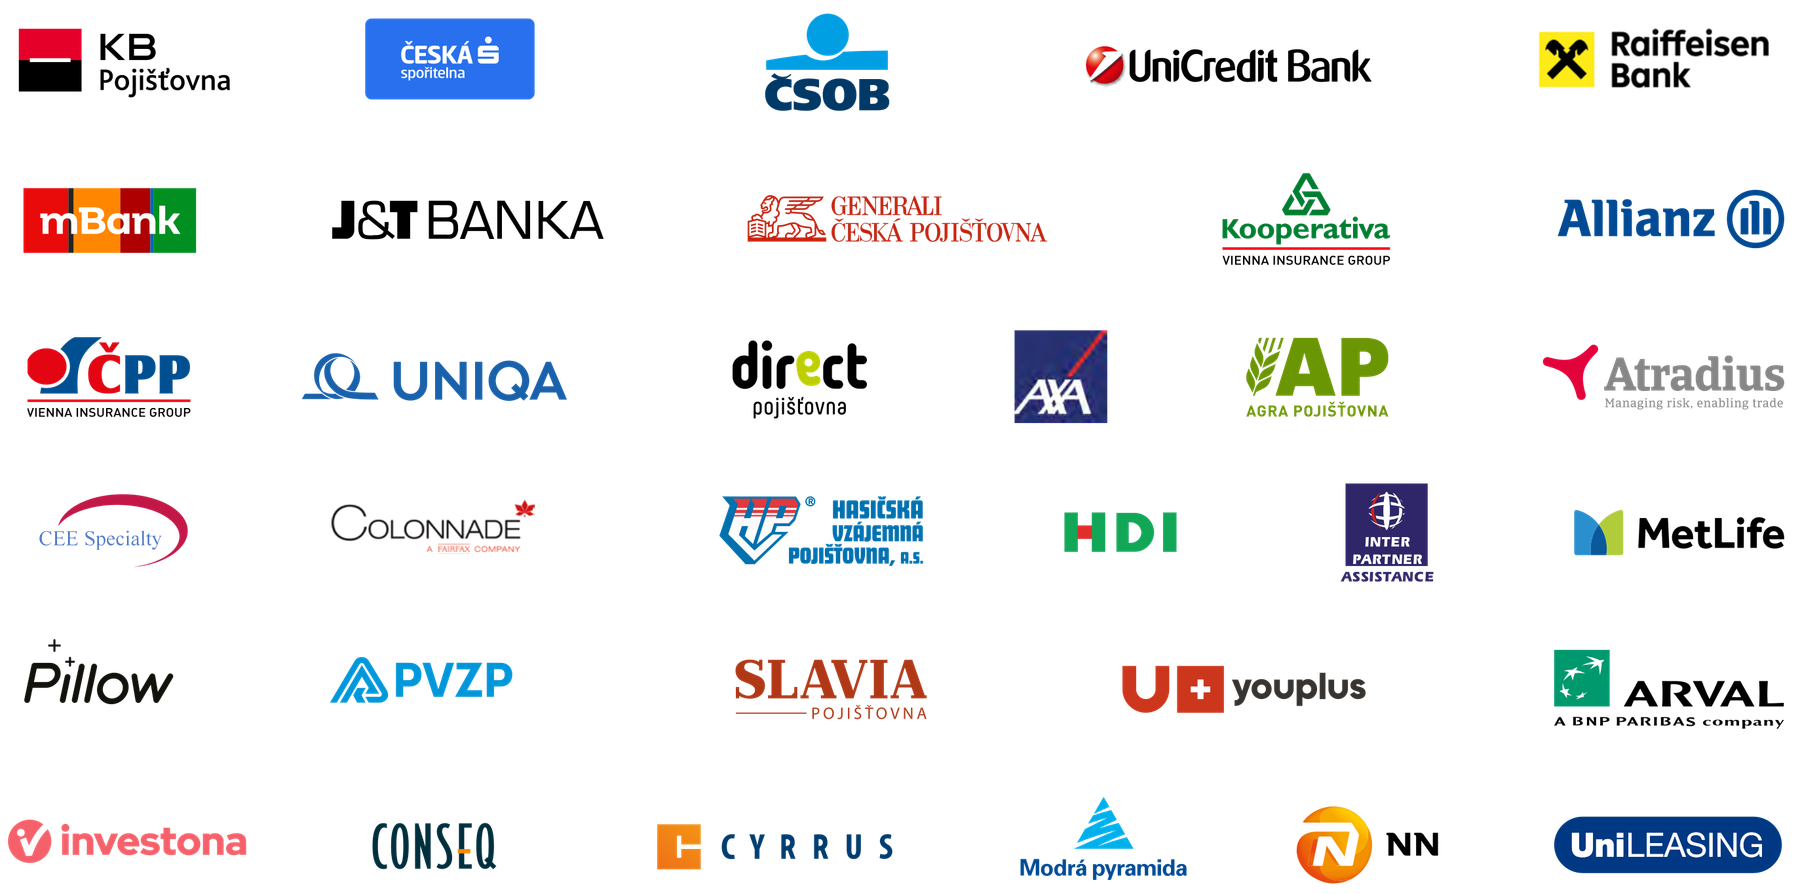 KB
Pojišťovna
ČESKÁ
spořitelna
ČSOB
UniCredit Bank
Raiffeisen
Bank
mBank
J&T BANKA
GENERALI
ČESKÁ POJIŠŤOVNA
Kooperativa
VIENNA INSURANCE GROUP
Allianz
ČPP
VIENNA INSURANCE GROUP
UNIQA
direct
pojišťovna
AXA
AP
AGRA POJIŠŤOVNA
Atradius
Managing risk, enabling trade
CEE Specialty
COLONNADE
A FAIRFAX COMPANY
HVP ®
HASIČSKÁ
VZÁJEMNÁ
POJIŠŤOVNA, A.S.
HDI
INTER
PARTNER
ASSISTANCE
MetLife
Pillow
PVZP
SLAVIA
POJIŠŤOVNA
U+ youplus
ARVAL
A BNP PARIBAS company
investona
CONSEQ
CYRRUS
Modrá pyramida
N NN
UniLEASING